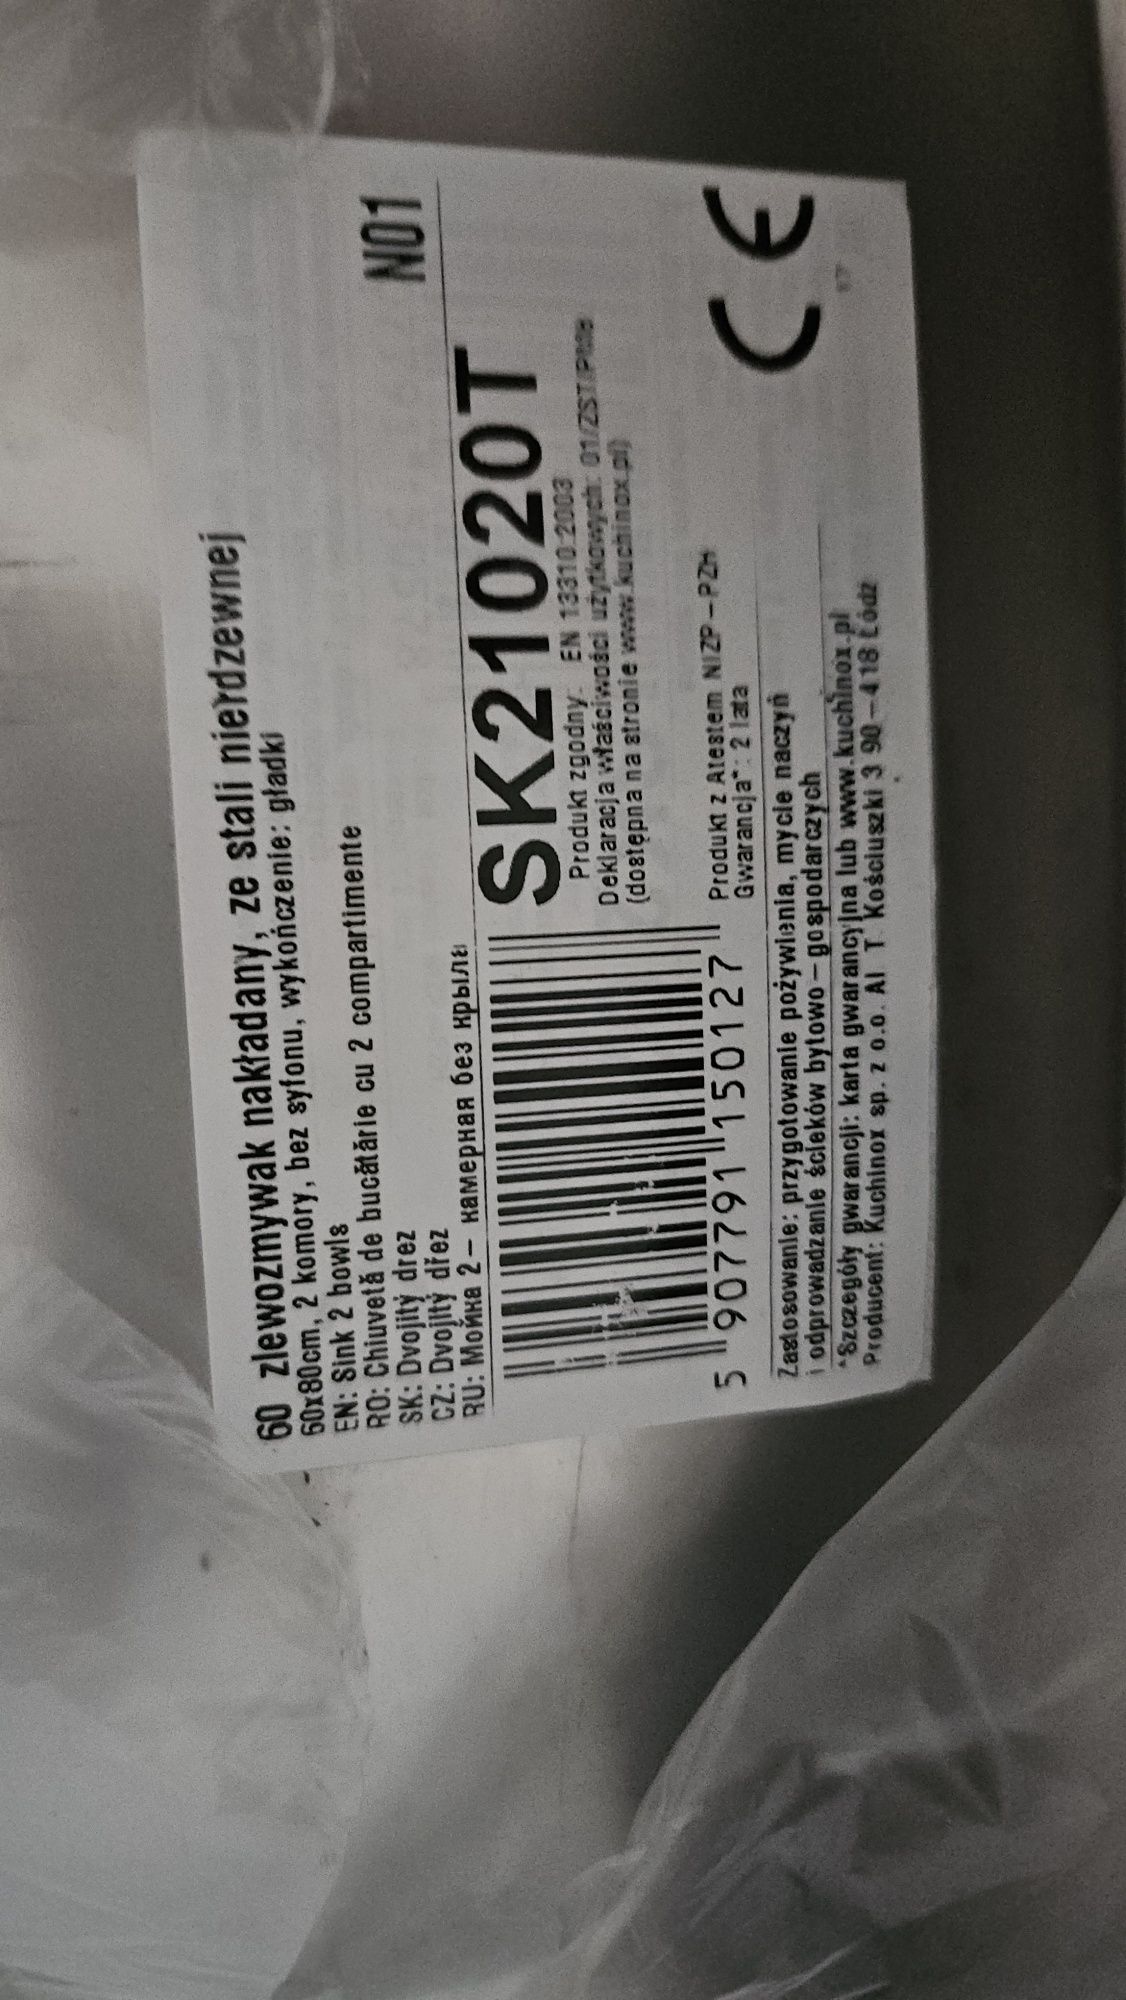 60 zlewozmywak nakładany, ze stali nierdzewnej
60x80cm, 2 komory, bez syfonu, wykończenie: gładki
EN: Sink 2 bowls
RO: Chiuvetă de bucătărie cu 2 compartimente
SK: Dvojitý drez
CZ: Dvojitý dřez
RU: Мойка 2 – камерная без крыла
N01
SK21020T
Produkt zgodny: EN 13310:2003
Deklaracja właściwości użytkowych: 01/ZST/
(dostępna na stronie www.kuchinox.pl)
Produkt z Atestem NIZP – PZH
Gwarancja*: 2 lata
5 907791 150127
CE
Zastosowanie: przygotowanie pożywienia, mycie naczyń
i odprowadzanie ścieków bytowo – gospodarczych
*Szczegóły gwarancji: karta gwarancyjna lub www.kuchinox.pl
Producent: Kuchinox sp. z o.o. Al T. Kościuszki 3 90–418 Łódź